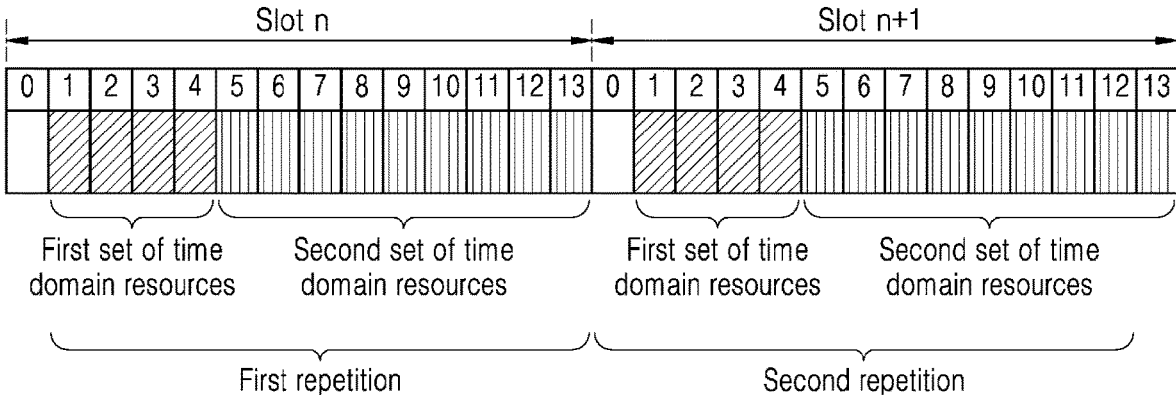 Slot n Slot n+1
0 1 2 3 4 5 6 7 8 9 10 11 12 13 0 1 2 3 4 5 6 7 8 9 10 11 12 13
First set of time Second set of time First set of time Second set of time
domain resources domain resources domain resources domain resources
First repetition Second repetition